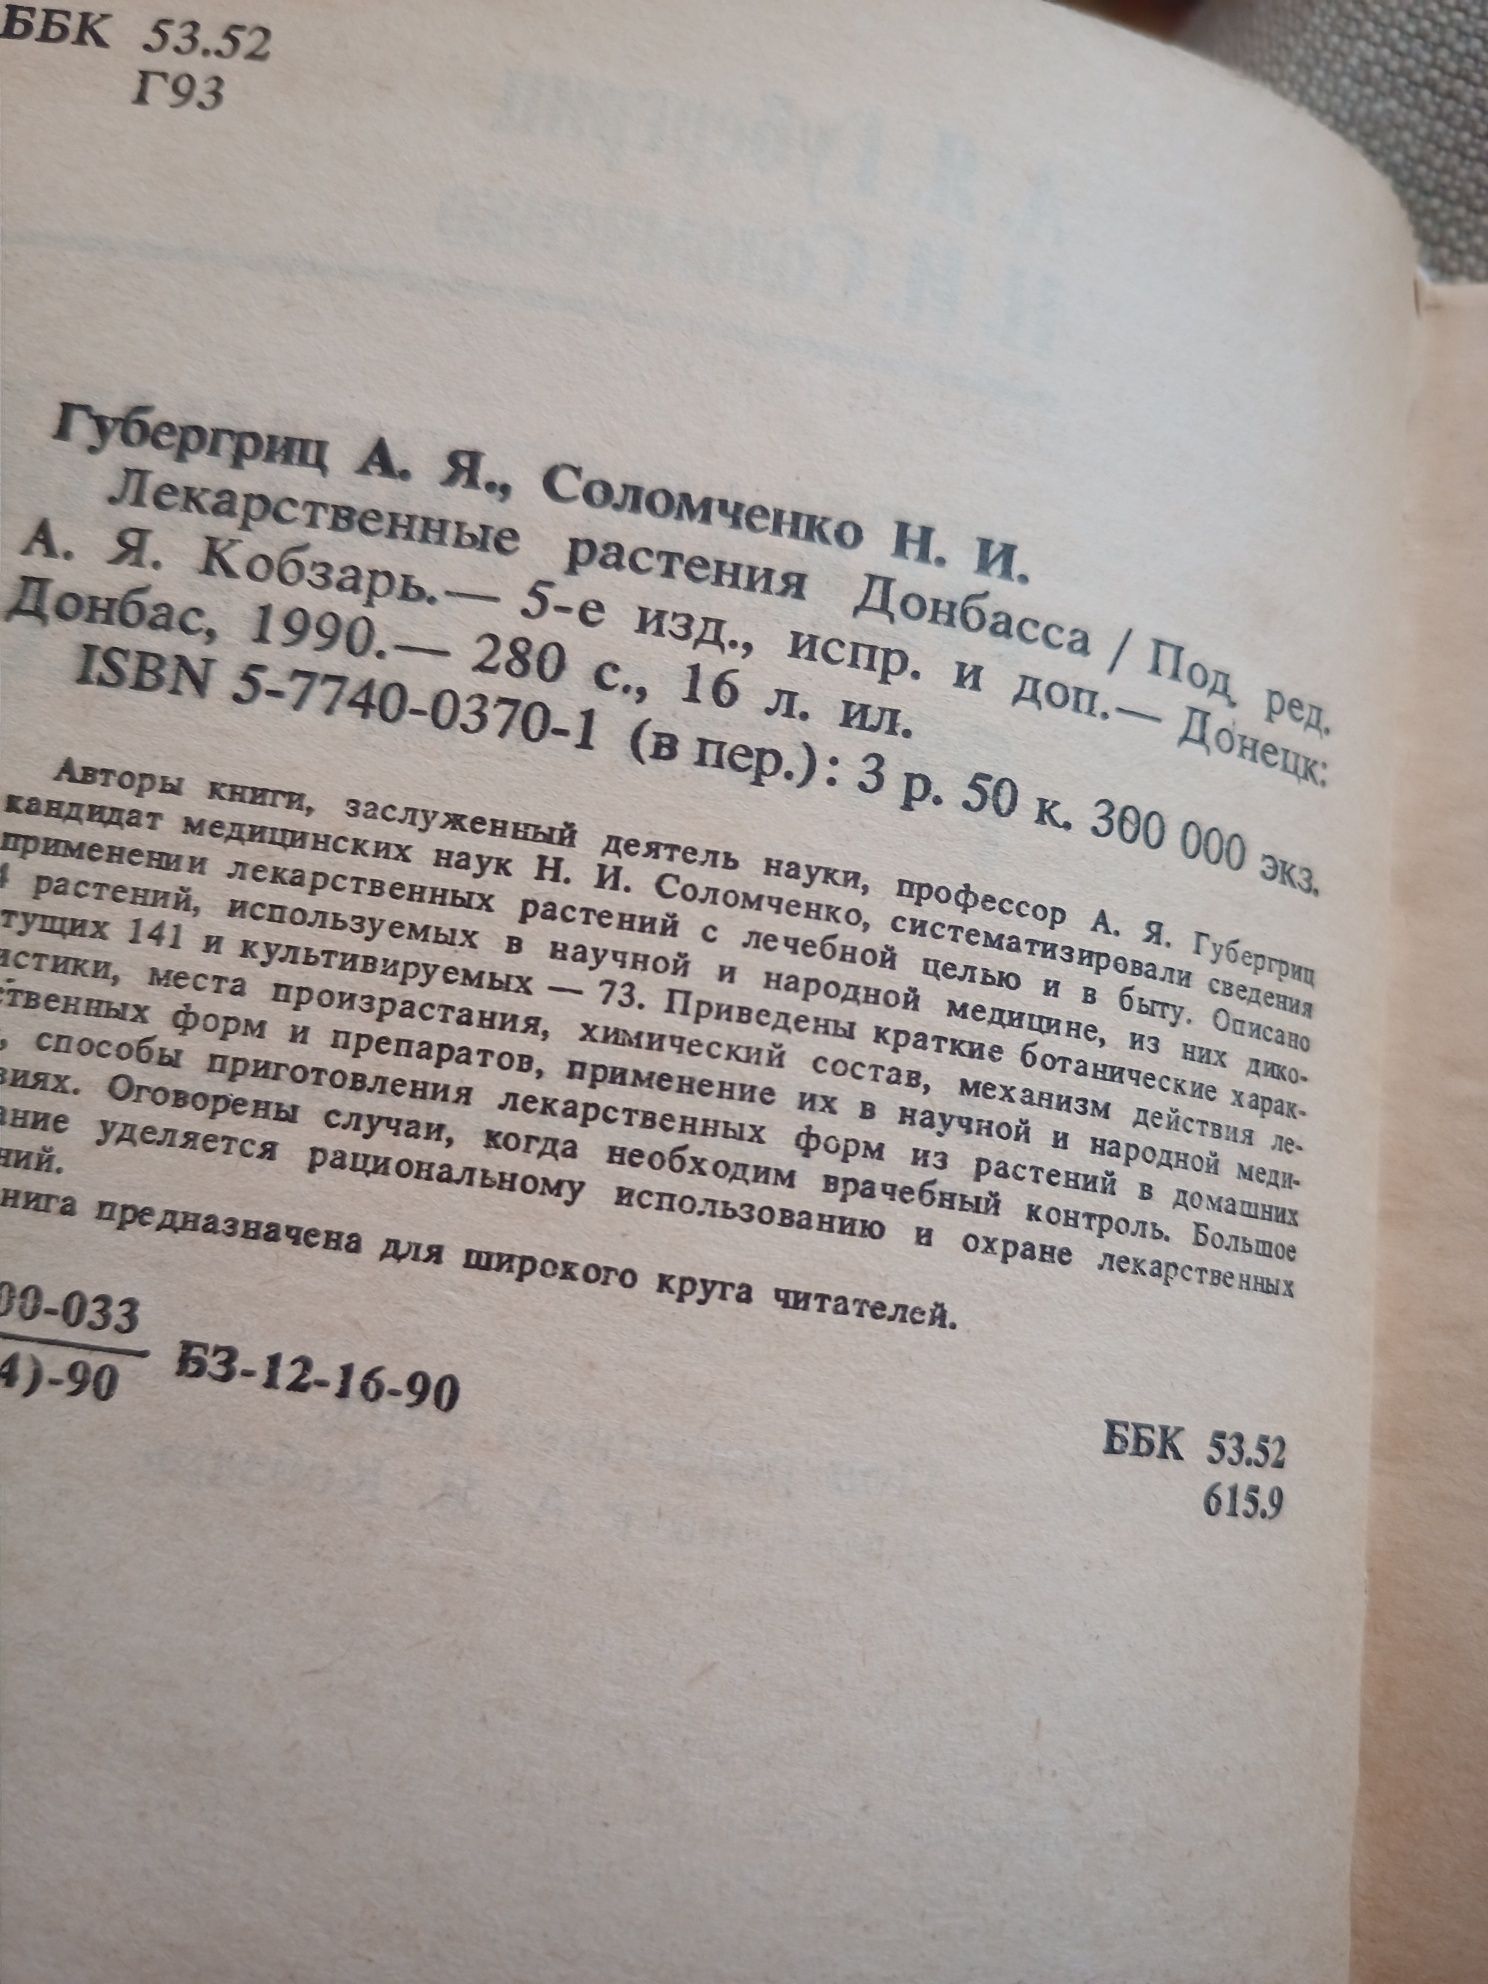 ББК 53.52
Г93
Губергриц А. Я., Соломченко Н. И.
Лекарственные растения Донбасса / Под ред.
А. Я. Кобзарь.— 5-е изд., испр. и доп.— Донецк:
Донбас, 1990.— 280 с., 16 л. ил.
ISBN 5-7740-0370-1 (в пер.): 3 р. 50 к. 300 000 экз.
Авторы книги, заслуженный деятель науки, профессор А. Я. Губергриц
кандидат медицинских наук Н. И. Соломченко, систематизировали сведения
применении лекарственных растений с лечебной целью и в быту. Описано
4 растений, используемых в научной и народной медицине, из них дико-
тущих 141 и культивируемых — 73. Приведены краткие ботанические харак-
истики, места произрастания, химический состав, механизм действия ле-
ственных форм и препаратов, применение их в научной и народной меди-
, способы приготовления лекарственных форм из растений в домашних
виях. Оговорены случаи, когда необходим врачебный контроль. Большое
ание уделяется рациональному использованию и охране лекарственных
ний.
нига предназначена для широкого круга читателей.
00-033
4)-90 БЗ-12-16-90
ББК 53.52
615.9